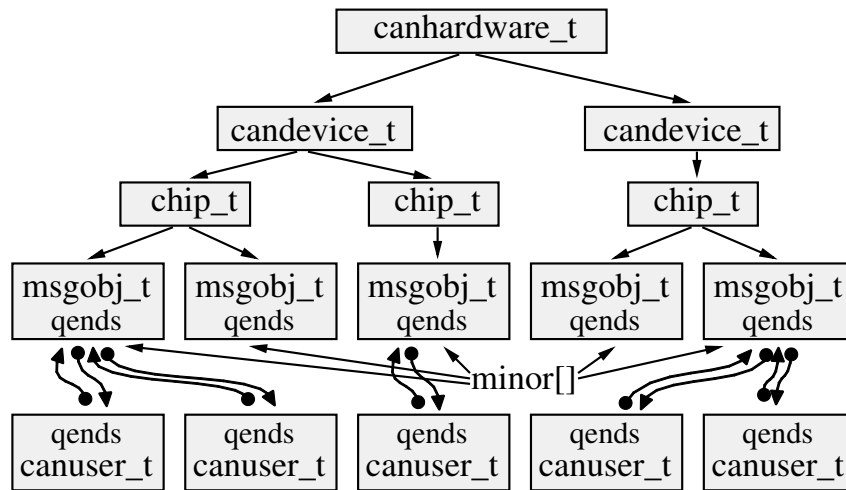 canhardware_t
candevice_t candevice_t
chip_t chip_t chip_t
msgobj_t msgobj_t msgobj_t msgobj_t msgobj_t
qends qends qends qends qends
minor[]
qends qends qends qends qends
canuser_t canuser_t canuser_t canuser_t canuser_t